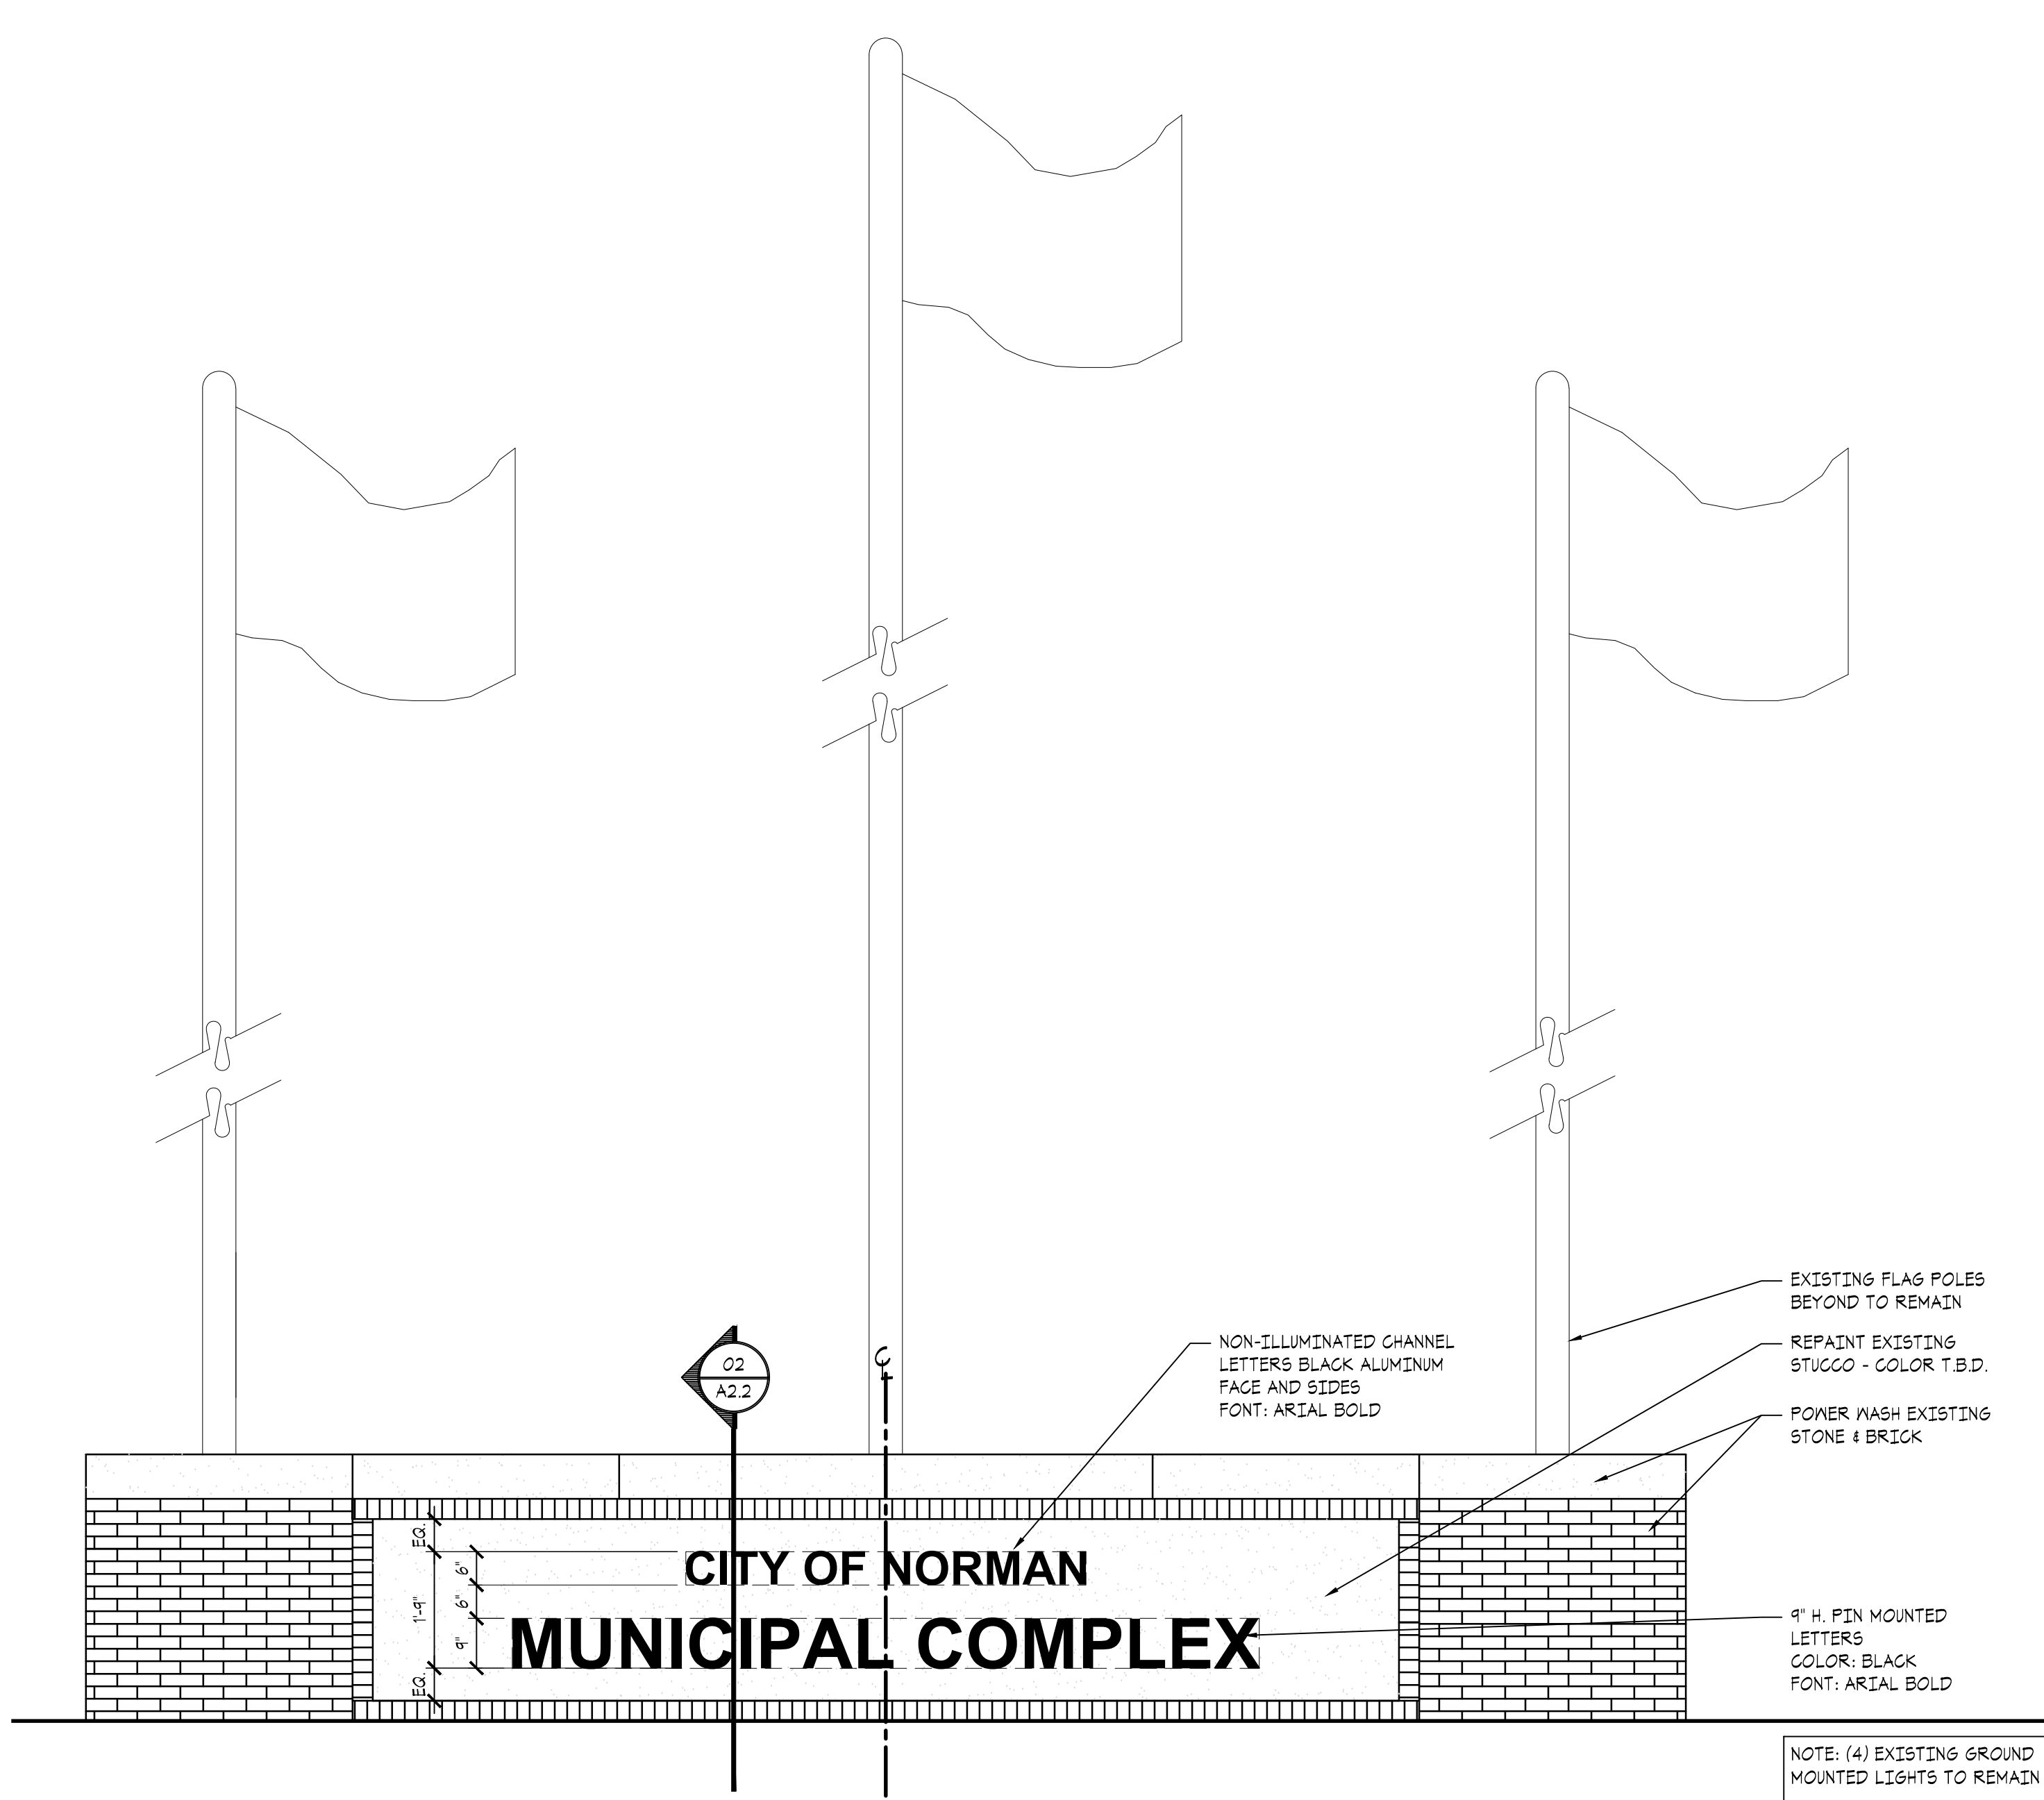 EXISTING FLAG POLES
BEYOND TO REMAIN
REPAINT EXISTING
STUCCO - COLOR T.B.D.
POWER WASH EXISTING
STONE & BRICK
NON-ILLUMINATED CHANNEL
LETTERS BLACK ALUMINUM
FACE AND SIDES
FONT: ARIAL BOLD
02
A2.2
℄
EQ.
1'-9"
EQ.
6"
6"
9"
CITY OF NORMAN
MUNICIPAL COMPLEX
9" H. PIN MOUNTED
LETTERS
COLOR: BLACK
FONT: ARIAL BOLD
NOTE: (4) EXISTING GROUND
MOUNTED LIGHTS TO REMAIN